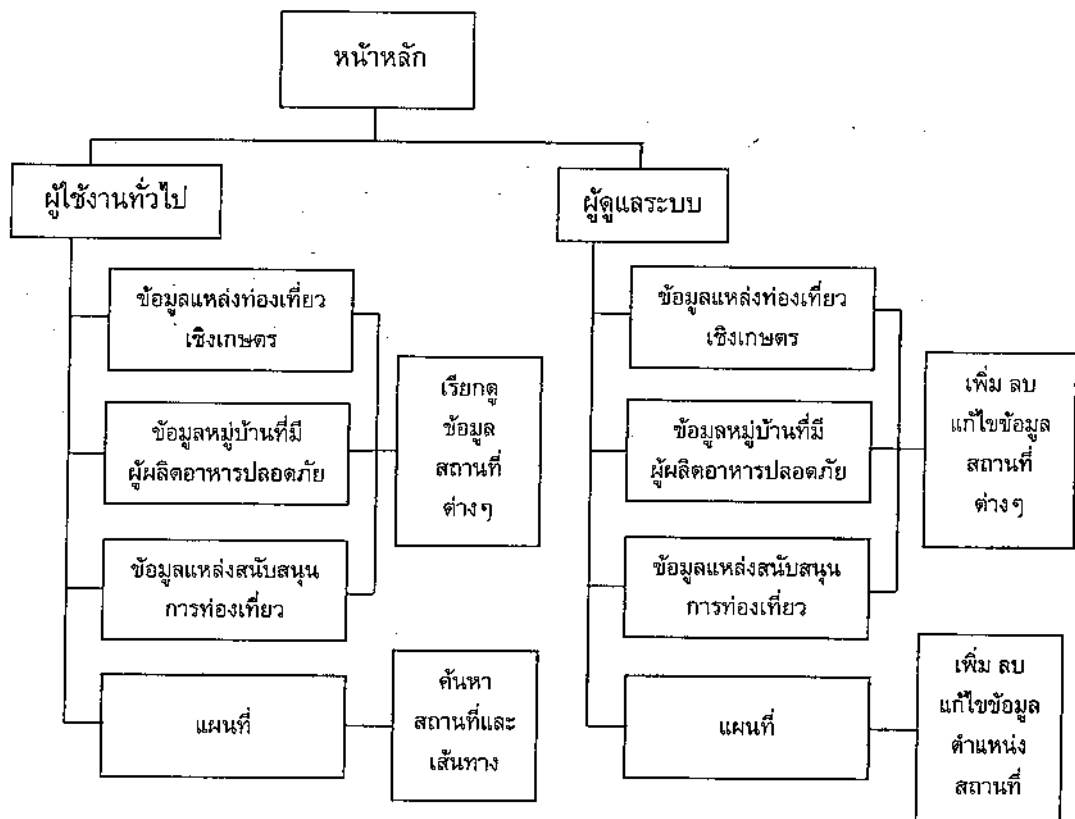 หน้าหลัก
ผู้ใช้งานทั่วไป
ข้อมูลแหล่งท่องเที่ยว
เชิงเกษตร
ข้อมูลหมู่บ้านที่มี
ผู้ผลิตอาหารปลอดภัย
ข้อมูลแหล่งสนับสนุน
การท่องเที่ยว
เรียกดู
ข้อมูล
สถานที่
ต่างๆ
แผนที่
ค้นหา
สถานที่และ
เส้นทาง
ผู้ดูแลระบบ
ข้อมูลแหล่งท่องเที่ยว
เชิงเกษตร
ข้อมูลหมู่บ้านที่มี
ผู้ผลิตอาหารปลอดภัย
ข้อมูลแหล่งสนับสนุน
การท่องเที่ยว
เพิ่ม ลบ
แก้ไขข้อมูล
สถานที่
ต่างๆ
แผนที่
เพิ่ม ลบ
แก้ไขข้อมูล
ตำแหน่ง
สถานที่